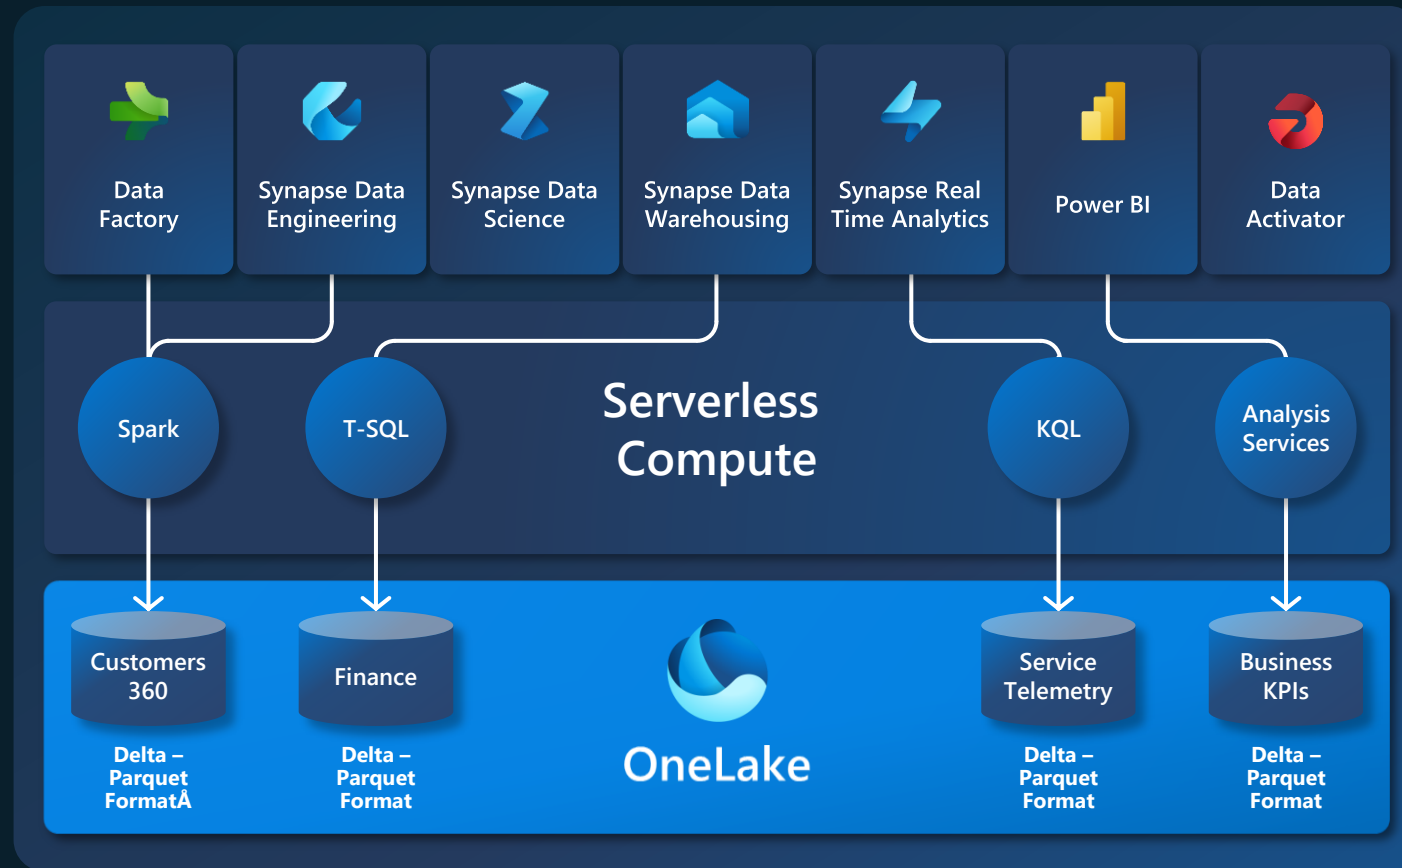 Data
Factory
Synapse Data
Engineering
Synapse Data
Science
Synapse Data
Warehousing
Synapse Real
Time Analytics
Power BI
Data
Activator
Serverless
Compute
Spark
T-SQL
KQL
Analysis
Services
Customers
360
Finance
Service
Telemetry
Business
KPIs
Delta –
Parquet
FormatÅ
Delta –
Parquet
Format
OneLake
Delta –
Parquet
Format
Delta –
Parquet
Format